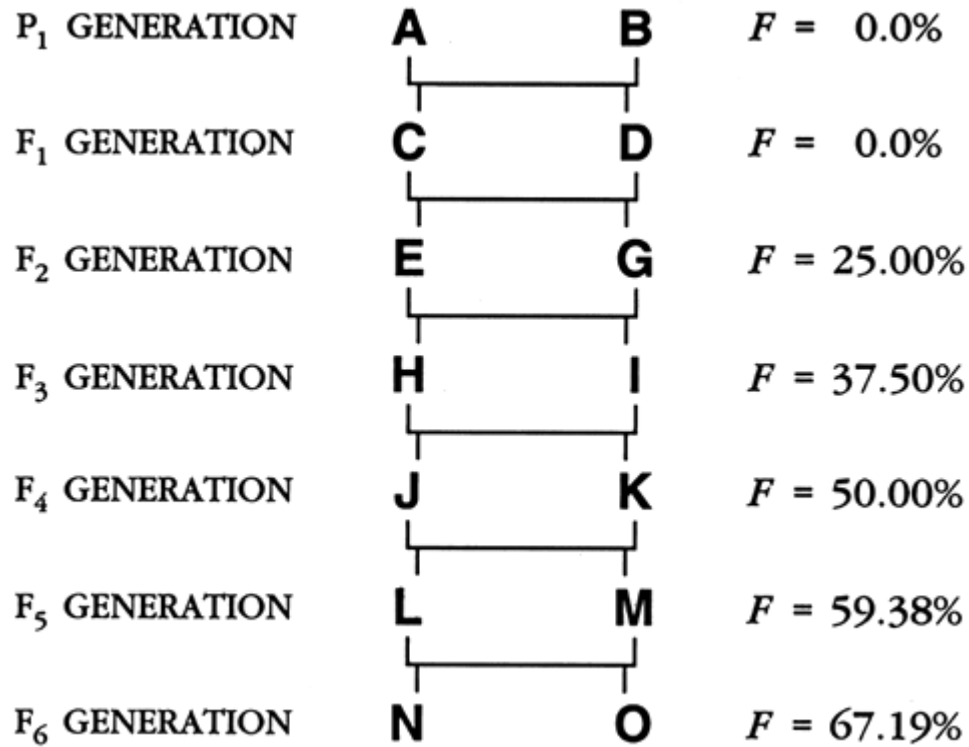 P₁ GENERATION A B F = 0.0%
F₁ GENERATION C D F = 0.0%
F₂ GENERATION E G F = 25.00%
F₃ GENERATION H I F = 37.50%
F₄ GENERATION J K F = 50.00%
F₅ GENERATION L M F = 59.38%
F₆ GENERATION N O F = 67.19%